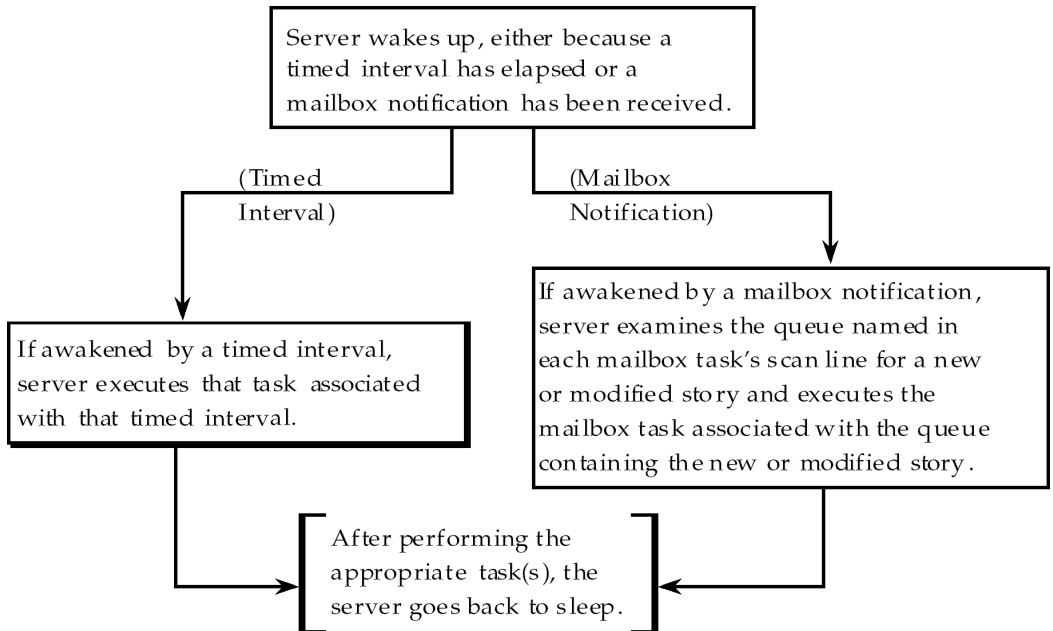 Server wakes up, either because a
timed interval has elapsed or a
mailbox notification has been received.
(Timed
Interval)
(Mailbox
Notification)
If awakened by a timed interval,
server executes that task associated
with that timed interval.
If awakened by a mailbox notification,
server examines the queue named in
each mailbox task's scan line for a new
or modified story and executes the
mailbox task associated with the queue
containing the new or modified story.
After performing the
appropriate task(s), the
server goes back to sleep.